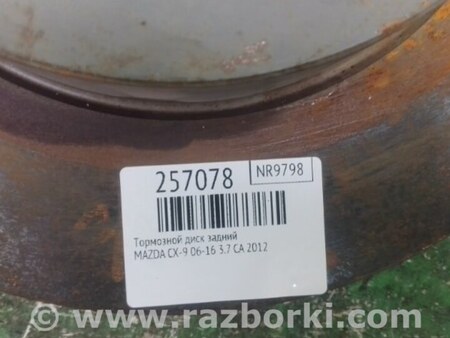 257078 NR9798
Тормозной диск задний
MAZDA CX-9 06-16 3.7 CA 2012
www.razborki.com